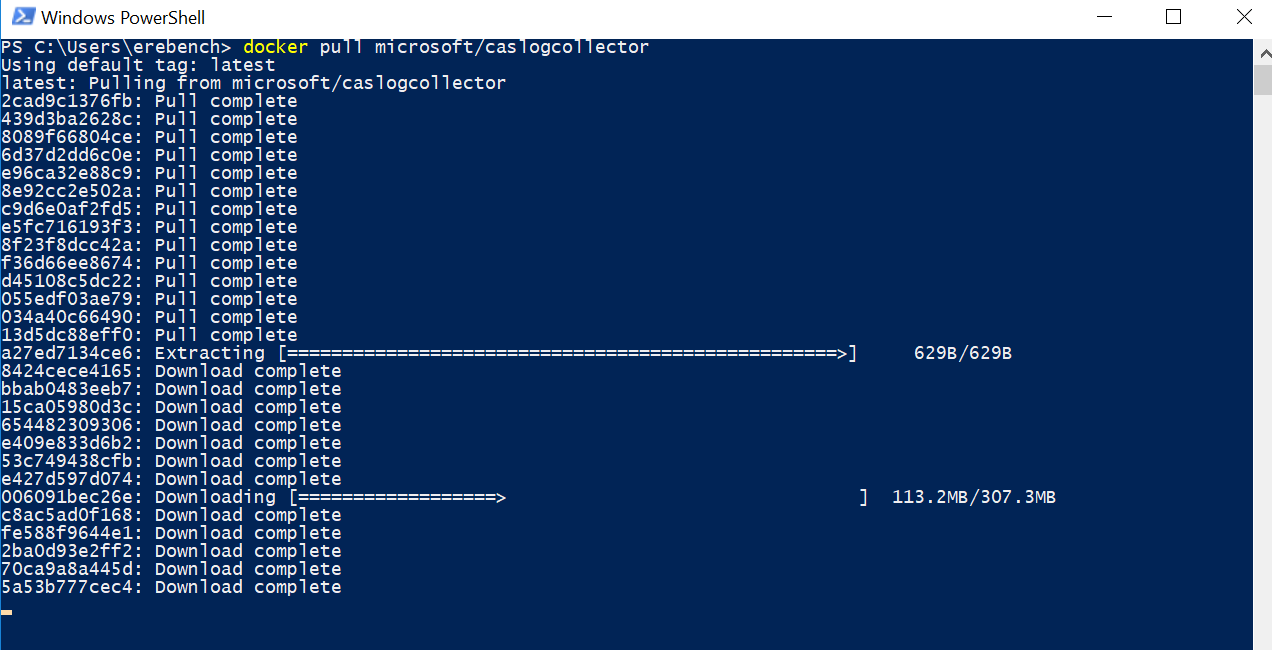 Windows PowerShell
PS C:\Users\erebench> docker pull microsoft/caslogcollector
Using default tag: latest
latest: Pulling from microsoft/caslogcollector
2cad9c1376fb: Pull complete
439d3ba2628c: Pull complete
8089f66804ce: Pull complete
6d37d2dd6c0e: Pull complete
e96ca32e88c9: Pull complete
8e92cc2e502a: Pull complete
c9d6e0af2fd5: Pull complete
e5fc716193f3: Pull complete
8f23f8dcc42a: Pull complete
f36d66ee8674: Pull complete
d45108c5dc22: Pull complete
055edf03ae79: Pull complete
034a40c66490: Pull complete
13d5dc88eff0: Pull complete
a27ed7134ce6: Extracting [==================================================>]     629B/629B
8424cece4165: Download complete
bbab0483eeb7: Download complete
15ca05980d3c: Download complete
654482309306: Download complete
e409e833d6b2: Download complete
53c749438cfb: Download complete
e427d597d074: Download complete
006091bec26e: Downloading [==================>                                ]  113.2MB/307.3MB
c8ac5ad0f168: Download complete
fe588f9644e1: Download complete
2ba0d93e2ff2: Download complete
70ca9a8a445d: Download complete
5a53b777cec4: Download complete